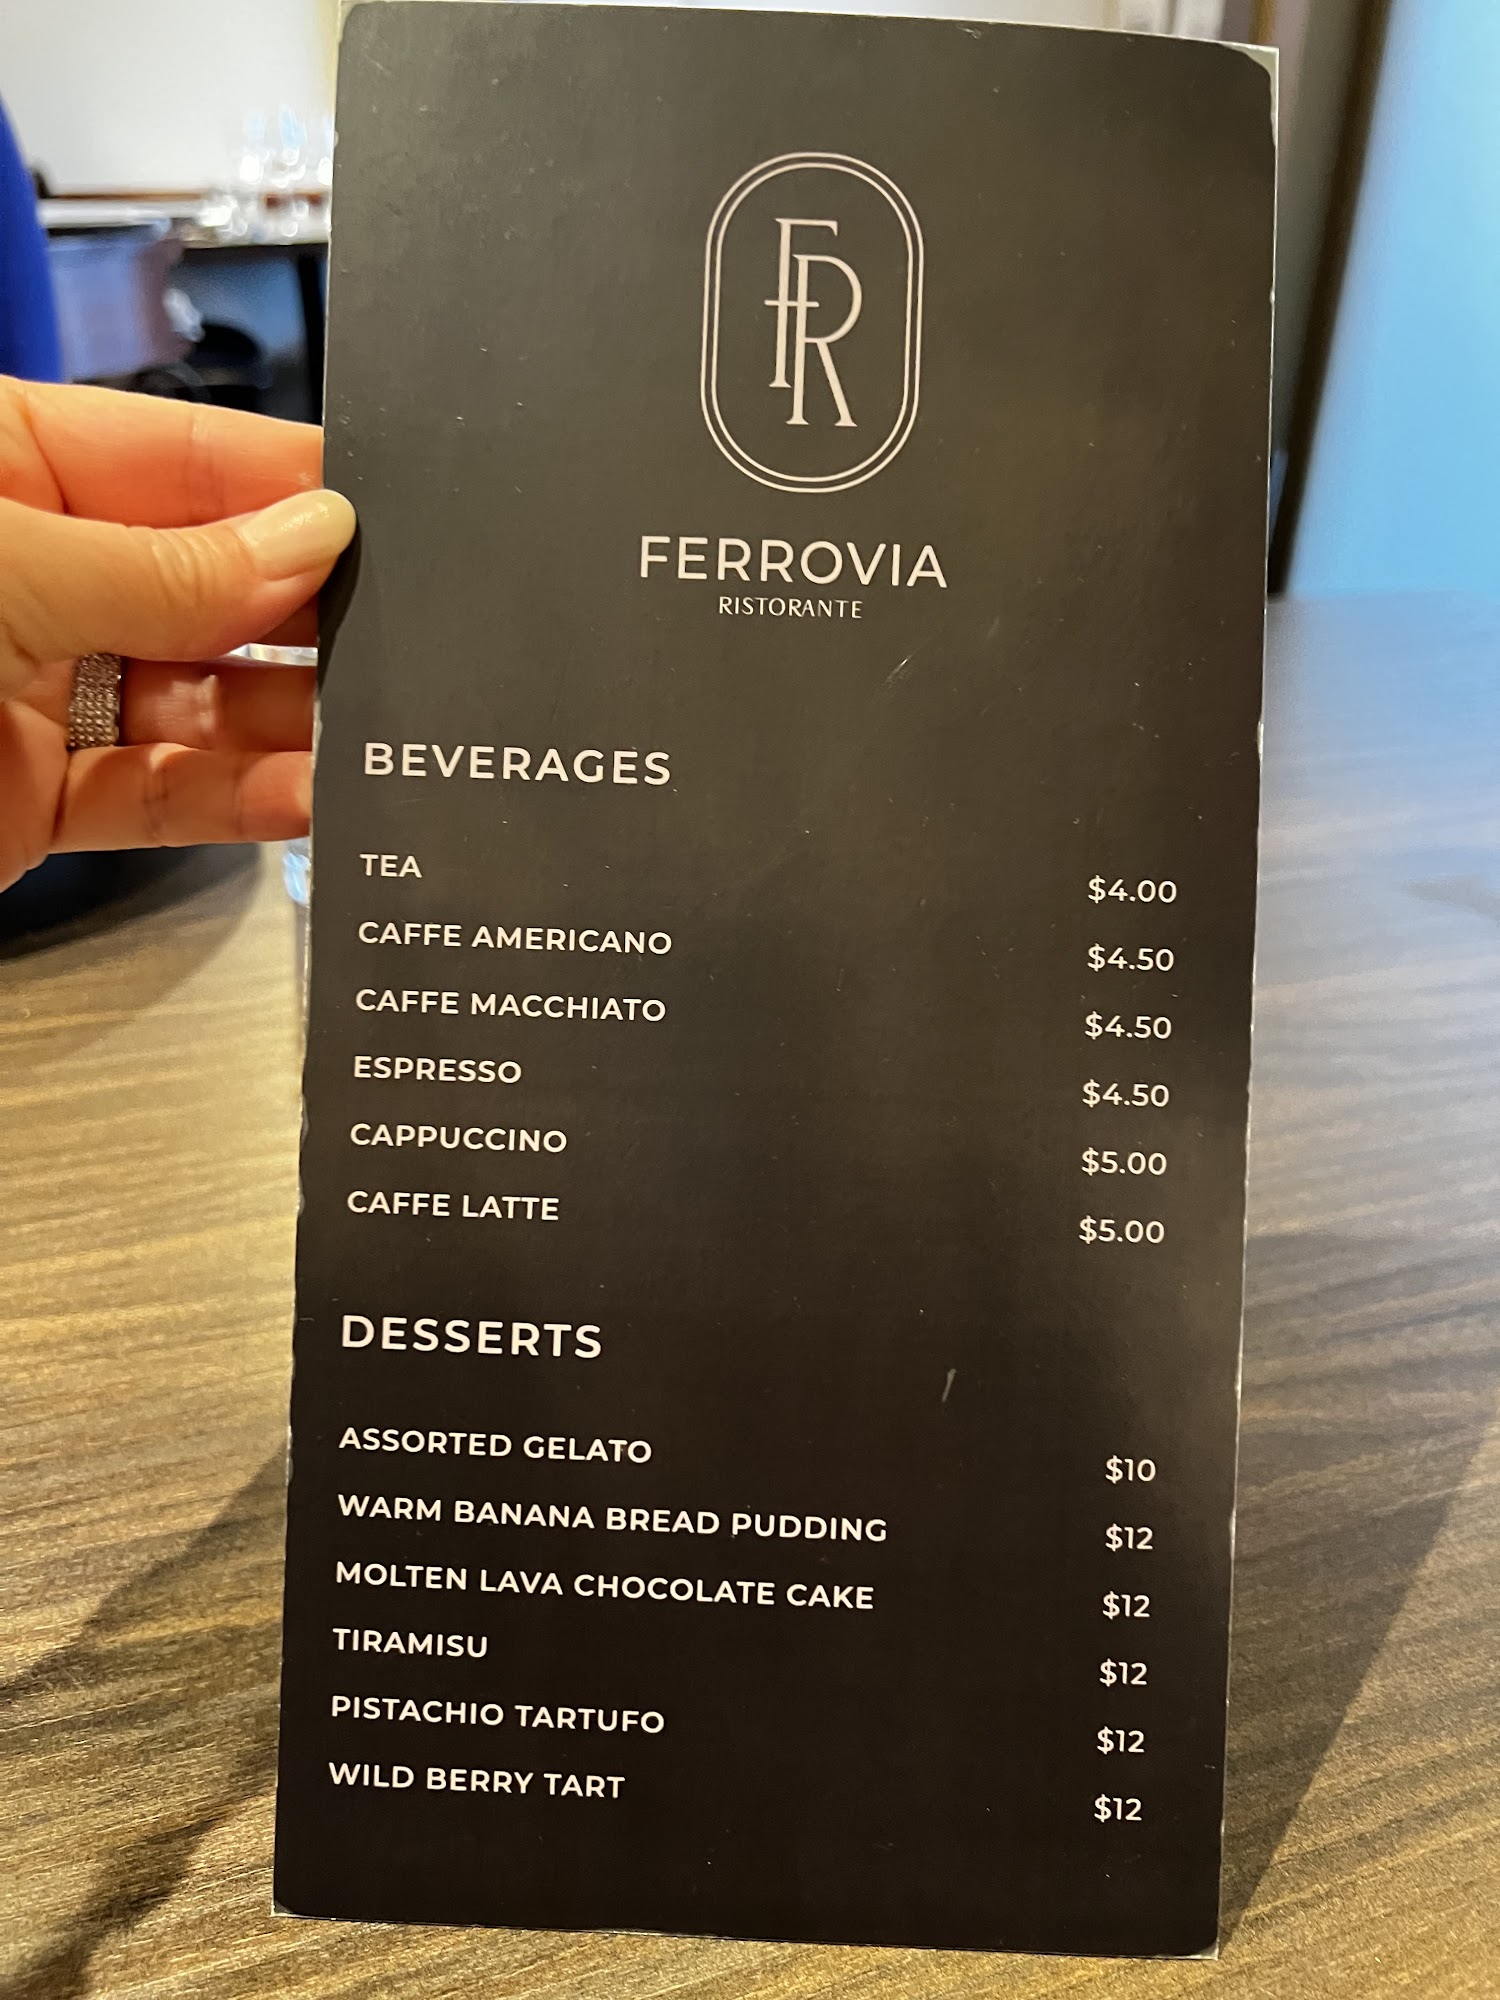 FR
FERROVIA
RISTORANTE
BEVERAGES
TEA $4.00
CAFFE AMERICANO $4.50
CAFFE MACCHIATO $4.50
ESPRESSO $4.50
CAPPUCCINO $5.00
CAFFE LATTE $5.00
DESSERTS
ASSORTED GELATO $10
WARM BANANA BREAD PUDDING $12
MOLTEN LAVA CHOCOLATE CAKE $12
TIRAMISU $12
PISTACHIO TARTUFO $12
WILD BERRY TART $12